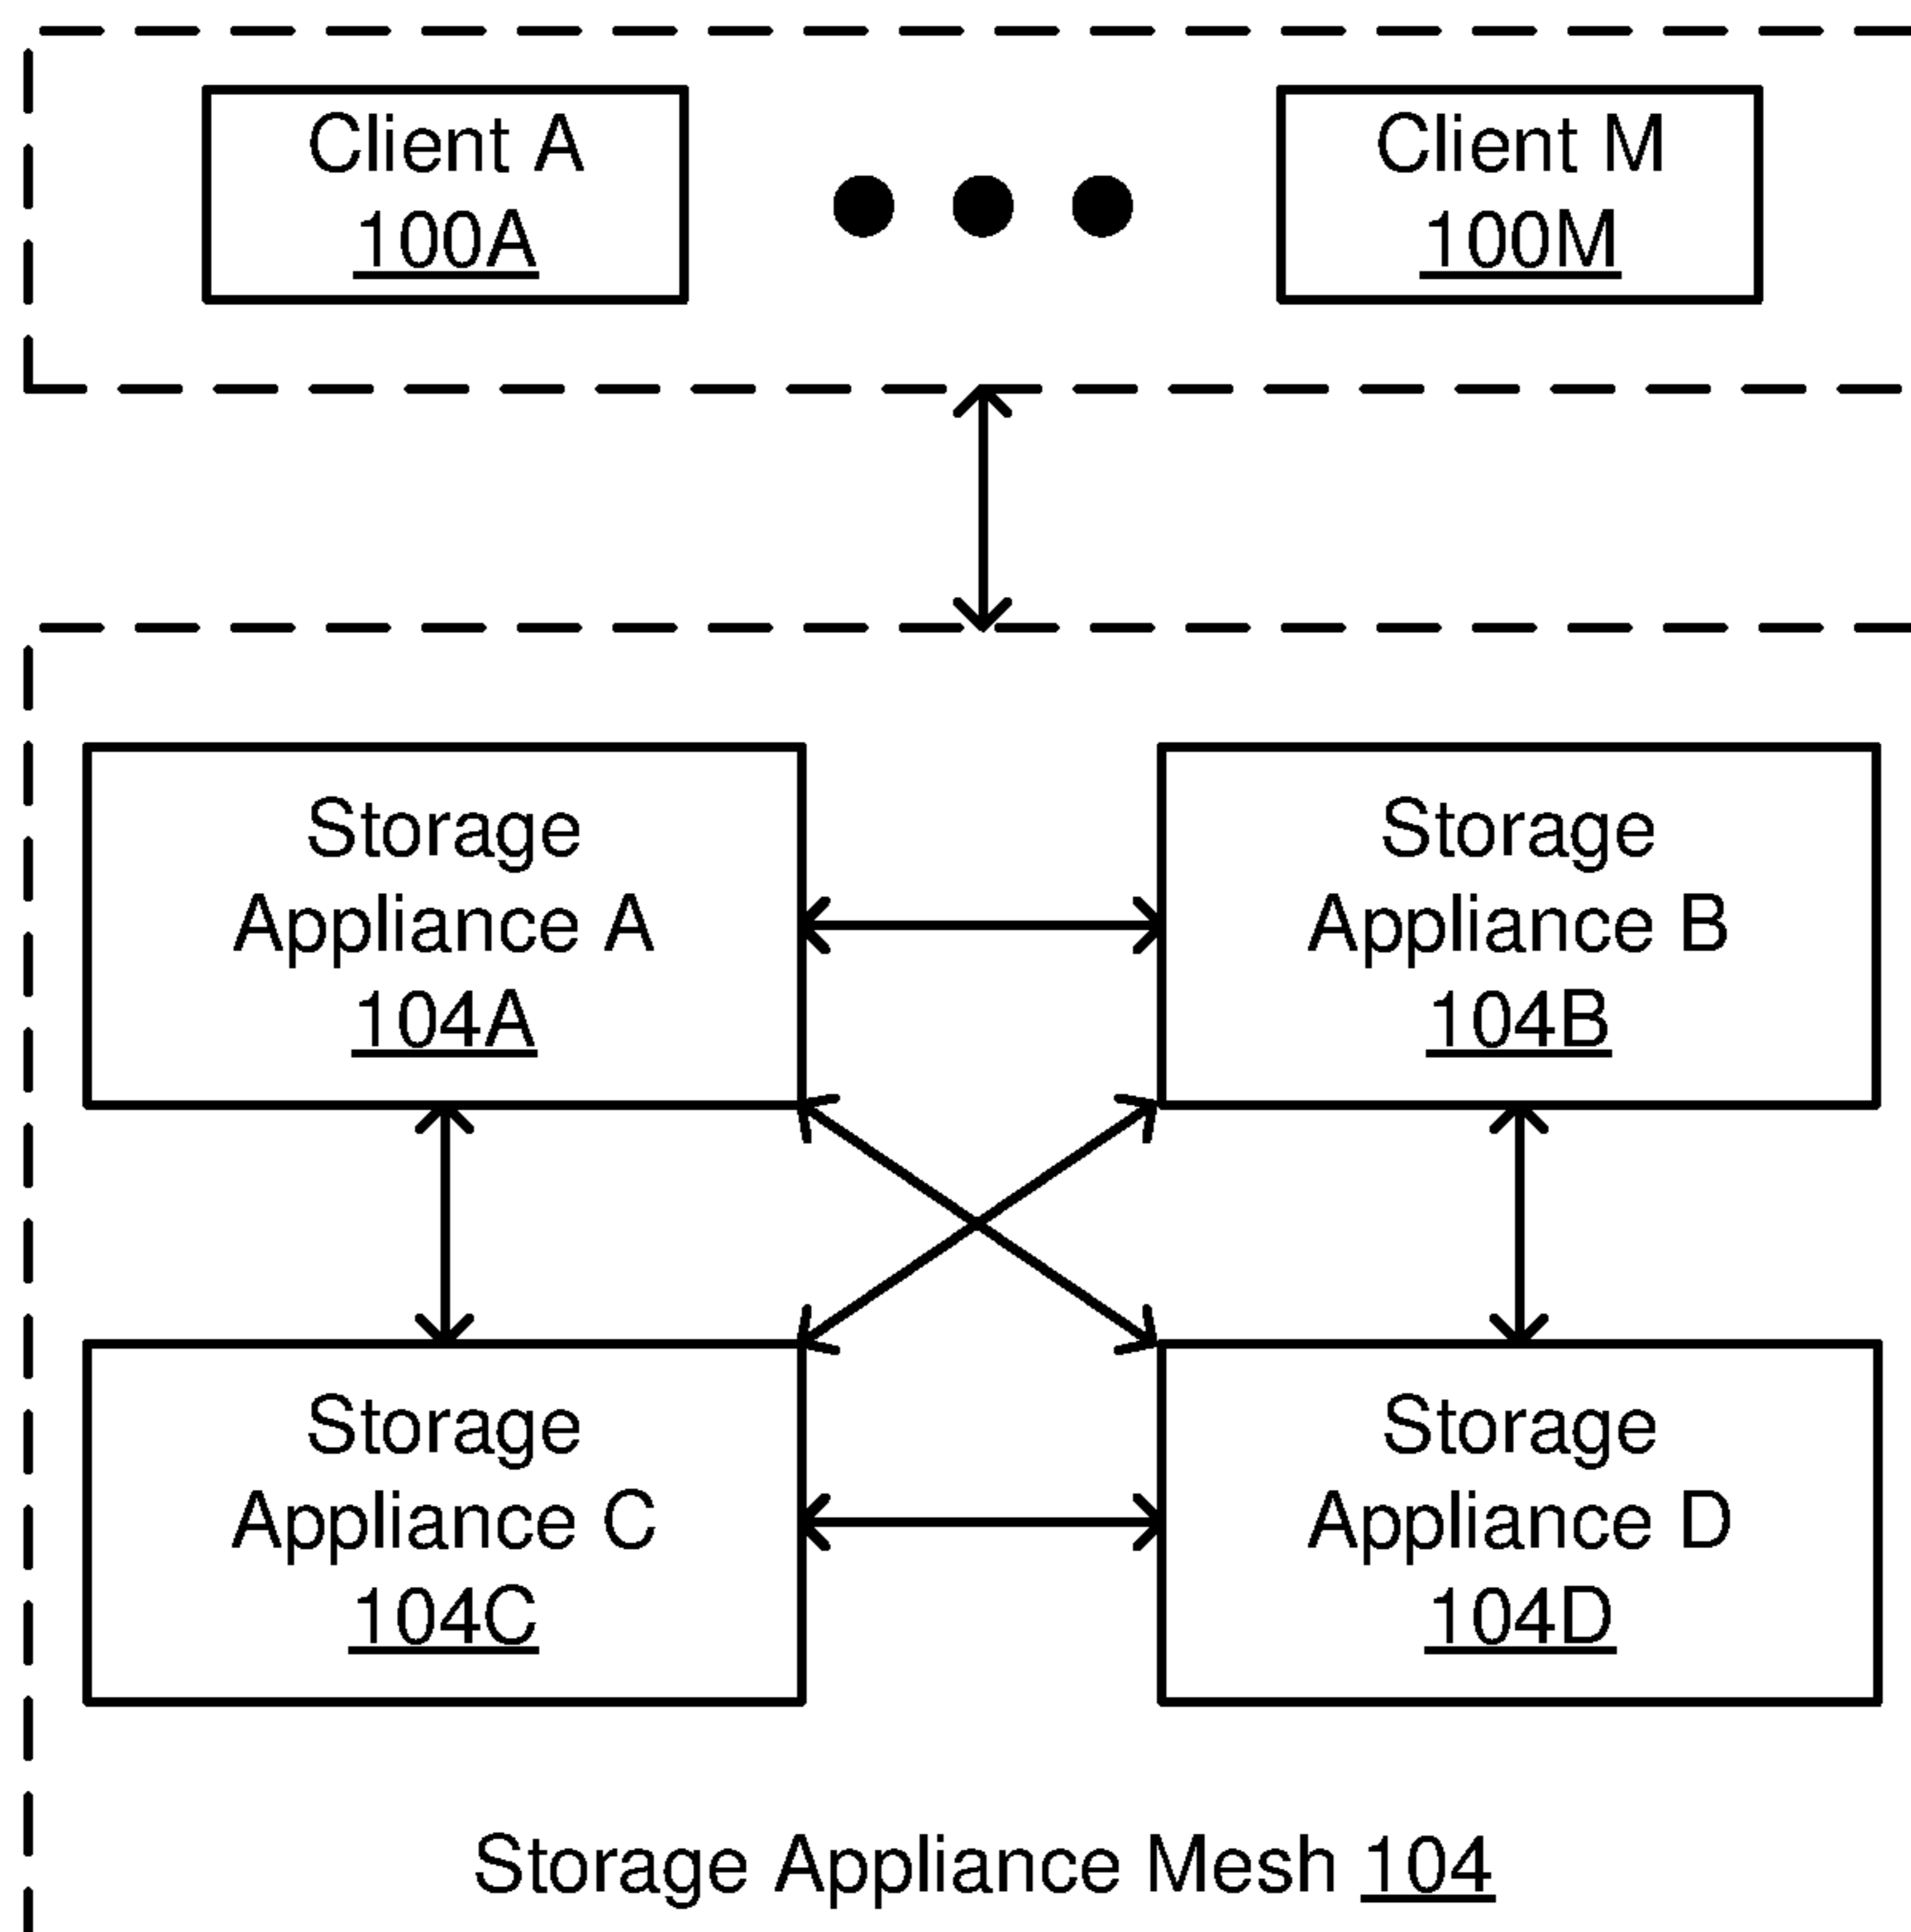 Client A
100A
Client M
100M
Storage
Appliance A
104A
Storage
Appliance B
104B
Storage
Appliance C
104C
Storage
Appliance D
104D
Storage Appliance Mesh 104